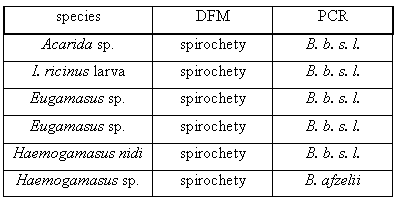 species DFM PCR
Acarida sp. spirochety B. b. s. l.
I. ricinus larva spirochety B. b. s. l.
Eugamasus sp. spirochety B. b. s. l.
Eugamasus sp. spirochety B. b. s. l.
Haemogamasus nidi spirochety B. b. s. l.
Haemogamasus sp. spirochety B. afzelii